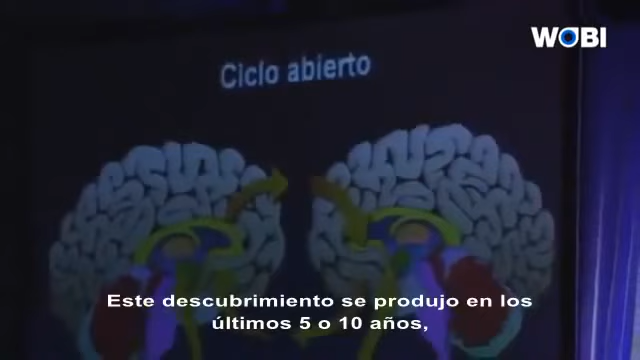 WOBI
Ciclo abierto
Este descubrimiento se produjo en los
últimos 5 o 10 años,